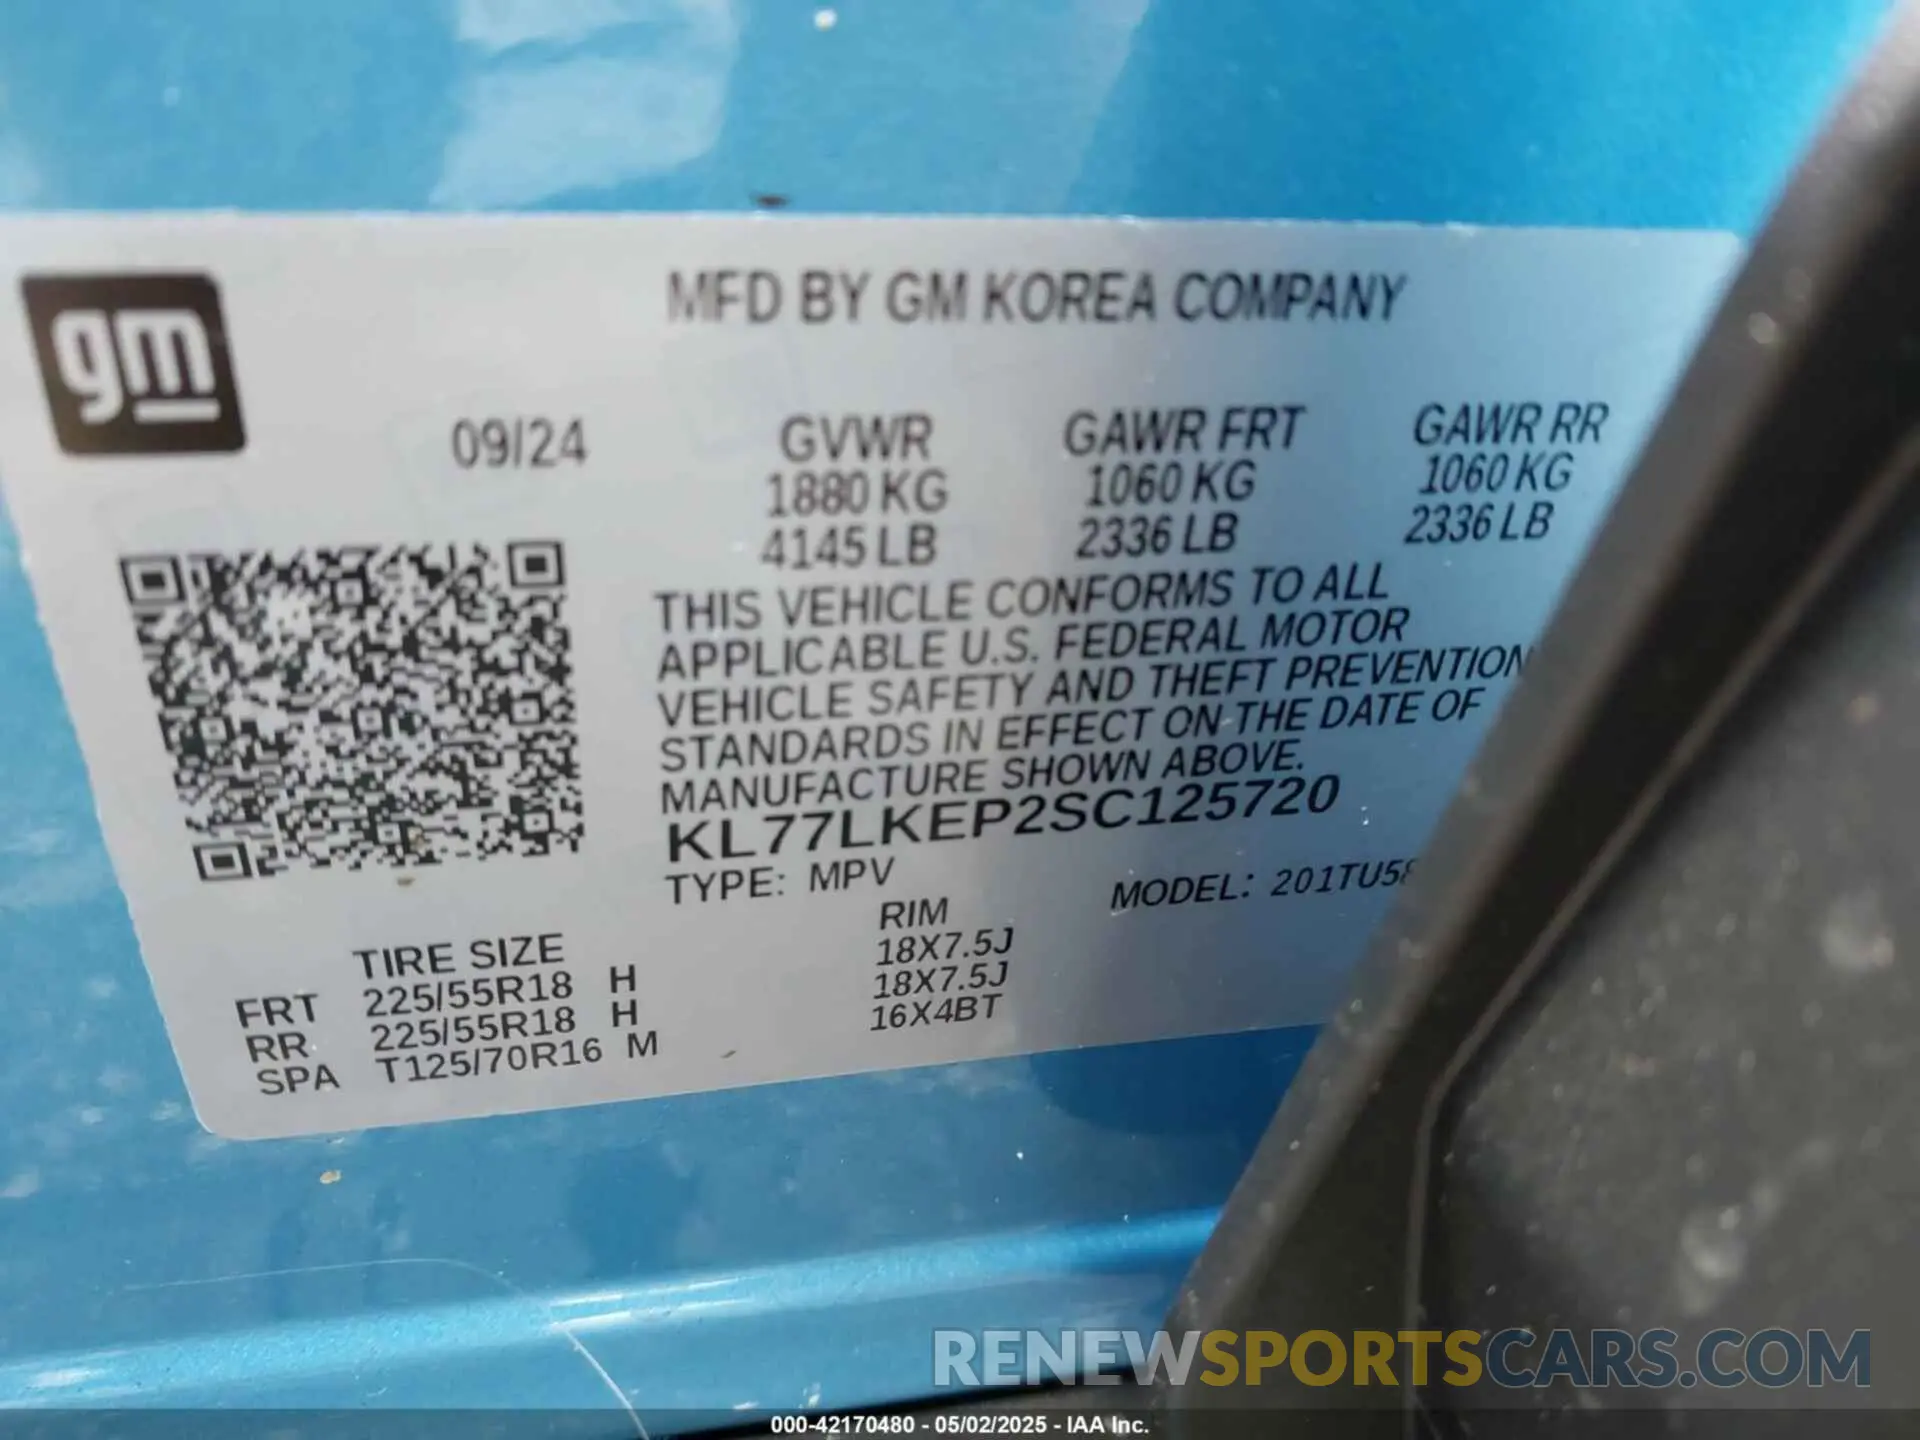 gm
MFD BY GM KOREA COMPANY
09/24 GVWR GAWR FRT GAWR RR
1880 KG 1060 KG 1060 KG
4145 LB 2336 LB 2336 LB
THIS VEHICLE CONFORMS TO ALL
APPLICABLE U.S. FEDERAL MOTOR
VEHICLE SAFETY AND THEFT PREVENTION
STANDARDS IN EFFECT ON THE DATE OF
MANUFACTURE SHOWN ABOVE.
KL77LKEP2SC125720
TYPE: MPV MODEL: 201TU58
TIRE SIZE RIM
FRT 225/55R18 H 18X7.5J
RR 225/55R18 H 18X7.5J
SPA T125/70R16 M 16X4BT
RENEWSPORTSCARS.COM
000-42170480 - 05/02/2025 - IAA Inc.